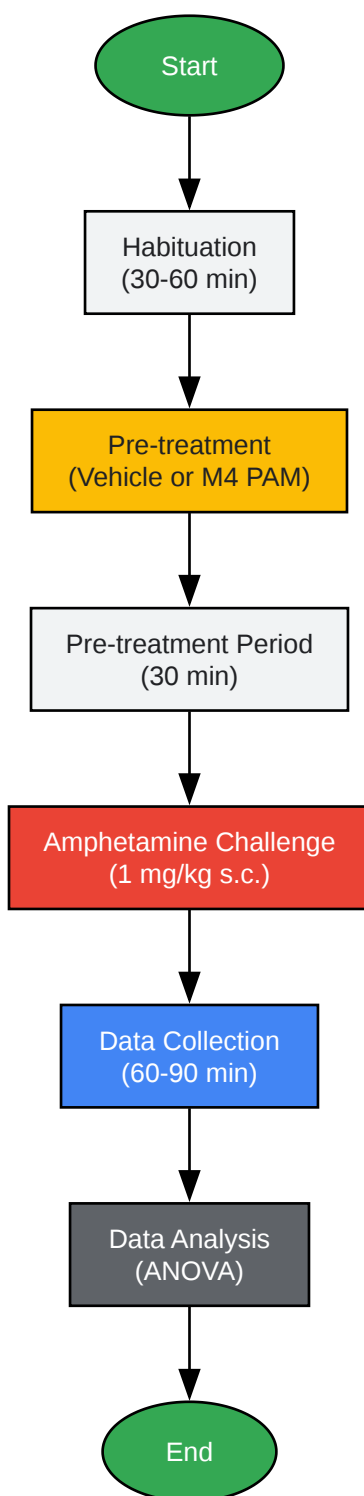 Start
Habituation
(30-60 min)
Pre-treatment
(Vehicle or M4 PAM)
Pre-treatment Period
(30 min)
Amphetamine Challenge
(1 mg/kg s.c.)
Data Collection
(60-90 min)
Data Analysis
(ANOVA)
End